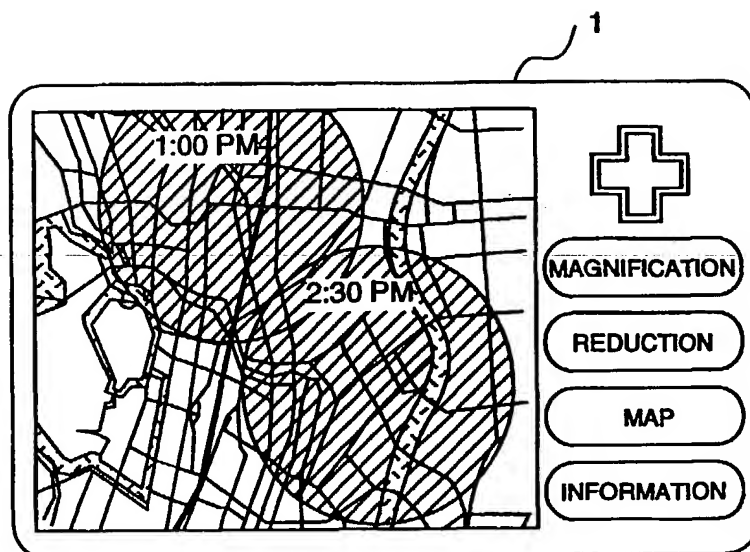 1
1:00 PM
2:30 PM
MAGNIFICATION
REDUCTION
MAP
INFORMATION